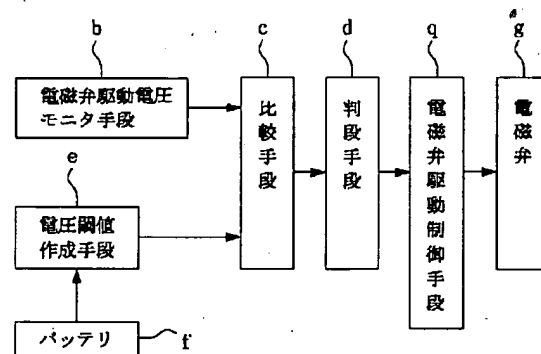 b
c
d
q
g
電磁弁駆動電圧
モニタ手段
比較手段
判段手段
電磁弁駆動制御手段
電磁弁
e
電圧閾値
作成手段
バッテリ
f